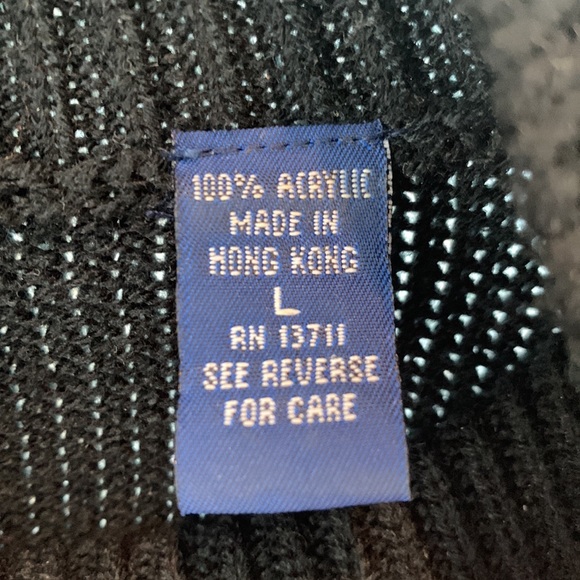 100% ACRYLIC
MADE IN
HONG KONG
L
RN 13711
SEE REVERSE
FOR CARE